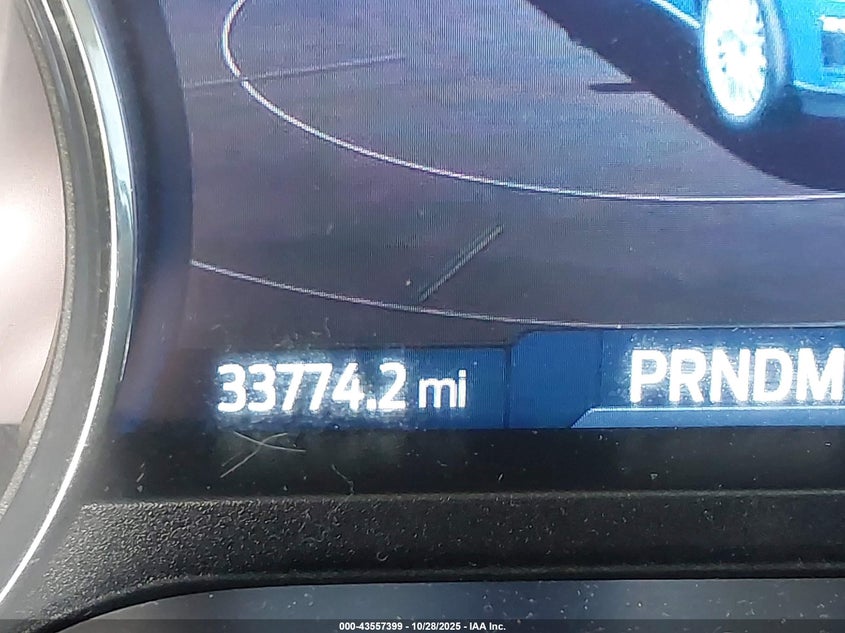 33774.2 mi PRNDM
000-43557399 - 10/28/2025 - IAA Inc.